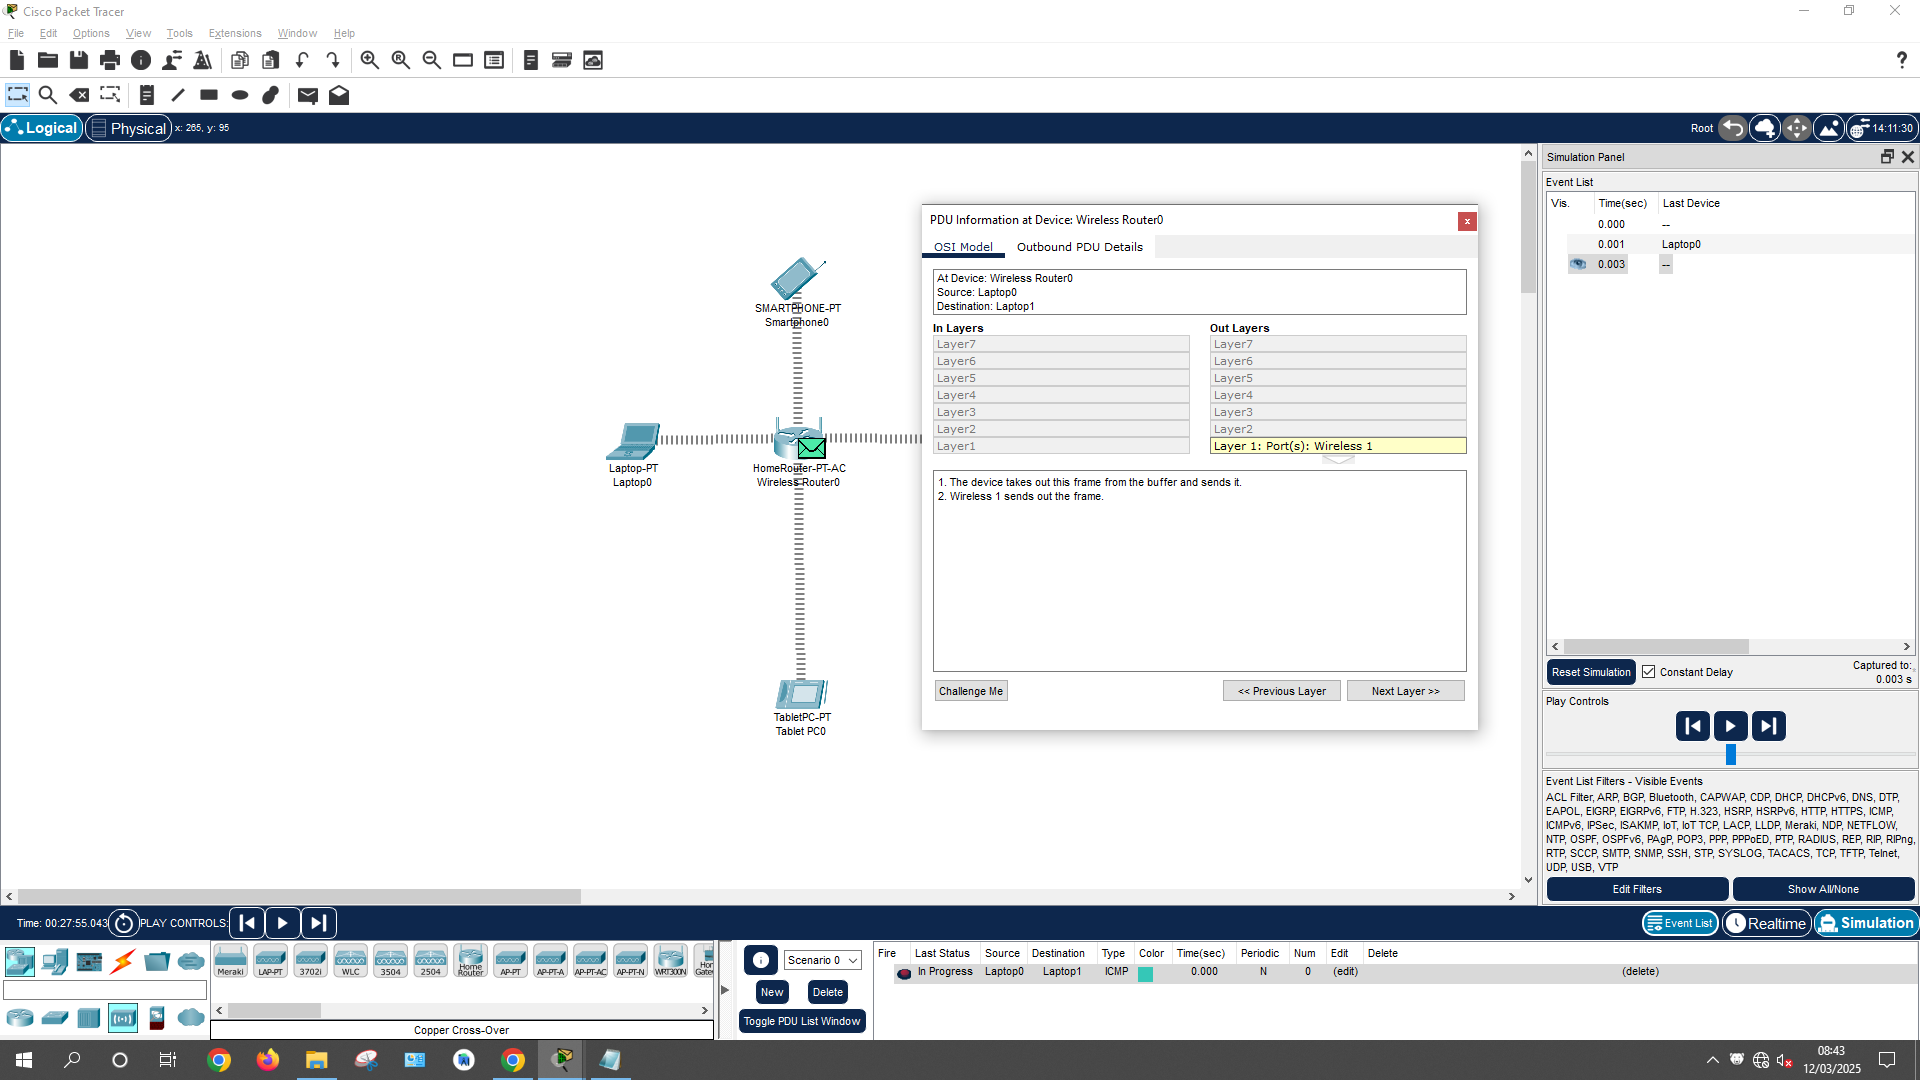 Cisco Packet Tracer
File Edit Options View Tools Extensions Window Help
Logical Physical x: 265, y: 95 Root 14:11:30
SMARTPHONE-PT
Smartphone0
Laptop-PT
Laptop0
HomeRouter-PT-AC
Wireless Router0
TabletPC-PT
Tablet PC0
PDU Information at Device: Wireless Router0
x
OSI Model Outbound PDU Details
At Device: Wireless Router0
Source: Laptop0
Destination: Laptop1
In Layers Out Layers
Layer7 Layer7
Layer6 Layer6
Layer5 Layer5
Layer4 Layer4
Layer3 Layer3
Layer2 Layer2
Layer1 Layer 1: Port(s): Wireless 1
1. The device takes out this frame from the buffer and sends it.
2. Wireless 1 sends out the frame.
Challenge Me << Previous Layer Next Layer >>
Simulation Panel
Event List
Vis. Time(sec) Last Device
0.000 --
0.001 Laptop0
0.003 --
Reset Simulation Constant Delay Captured to:
0.003 s
Play Controls
Event List Filters - Visible Events
ACL Filter, ARP, BGP, Bluetooth, CAPWAP, CDP, DHCP, DHCPv6, DNS, DTP,
EAPOL, EIGRP, EIGRPv6, FTP, H.323, HSRP, HSRPv6, HTTP, HTTPS, ICMP,
ICMPv6, IPSec, ISAKMP, IoT, IoT TCP, LACP, LLDP, Meraki, NDP, NETFLOW,
NTP, OSPF, OSPFv6, PAgP, POP3, PPP, PPPoED, PTP, RADIUS, REP, RIP, RIPng,
RTP, SCCP, SMTP, SNMP, SSH, STP, SYSLOG, TACACS, TCP, TFTP, Telnet,
UDP, USB, VTP
Edit Filters Show All/None
Time: 00:27:55.043 PLAY CONTROLS: Event List Realtime Simulation
Meraki LAP-PT 3702i WLC 3504 2504 Home Router AP-PT AP-PT-A AP-PT-AC AP-PT-N WRT300N
Copper Cross-Over
Scenario 0
New Delete
Toggle PDU List Window
Fire Last Status Source Destination Type Color Time(sec) Periodic Num Edit Delete
In Progress Laptop0 Laptop1 ICMP 0.000 N 0 (edit) (delete)
08:43
12/03/2025